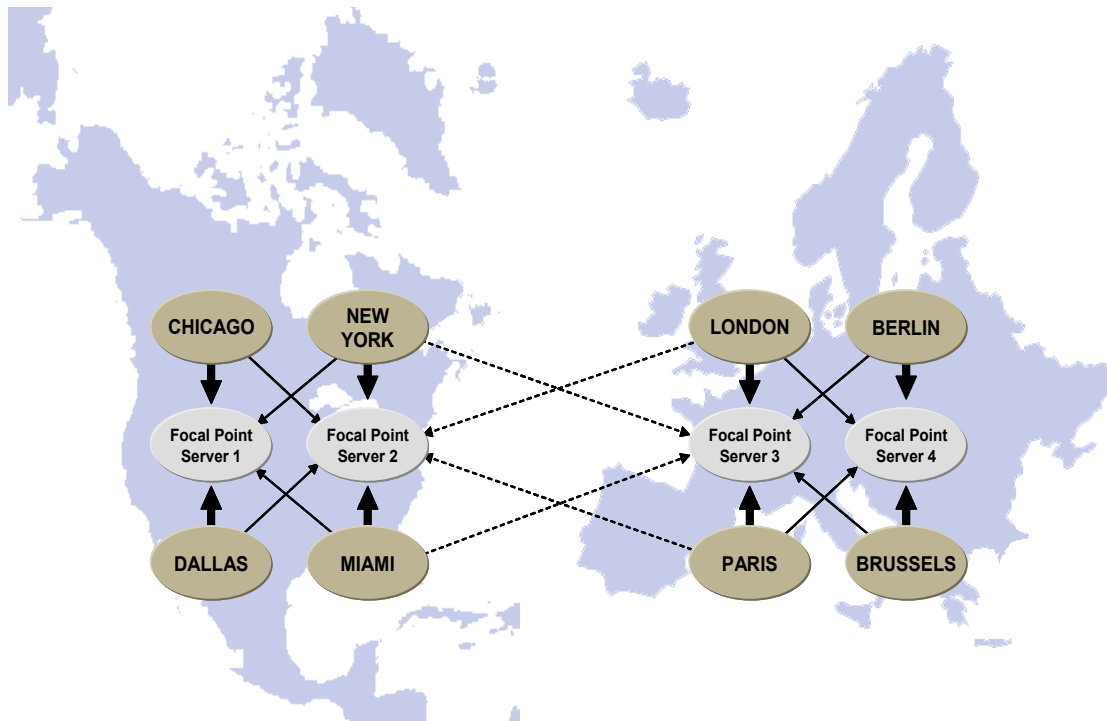 CHICAGO
NEW
YORK
LONDON
BERLIN
Focal Point
Server 1
Focal Point
Server 2
Focal Point
Server 3
Focal Point
Server 4
DALLAS
MIAMI
PARIS
BRUSSELS